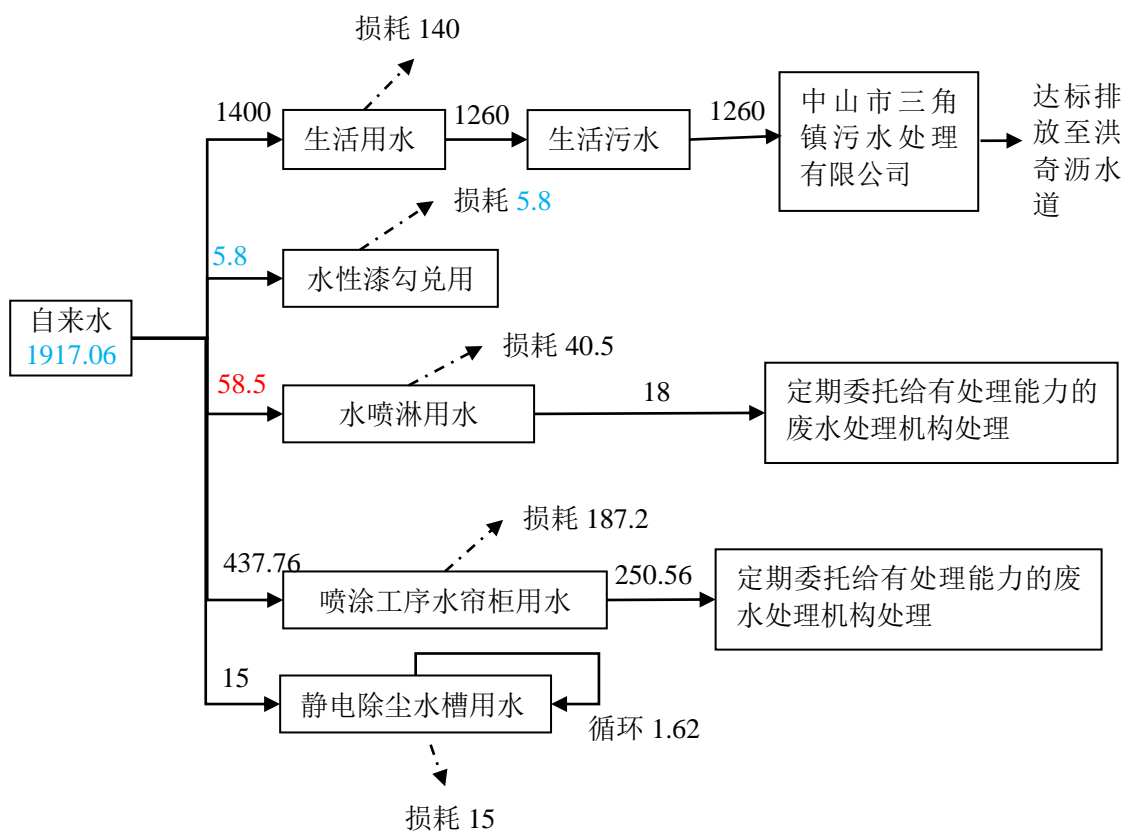 损耗 140
1400
生活用水
1260
生活污水
1260
中山市三角
镇污水处理
有限公司
达标排
放至洪
奇沥水
道
损耗 5.8
5.8
水性漆勾兑用
自来水
1917.06
损耗 40.5
58.5
水喷淋用水
18
定期委托给有处理能力的
废水处理机构处理
损耗 187.2
437.76
喷涂工序水帘柜用水
250.56
定期委托给有处理能力的废
水处理机构处理
15
静电除尘水槽用水
循环 1.62
损耗 15